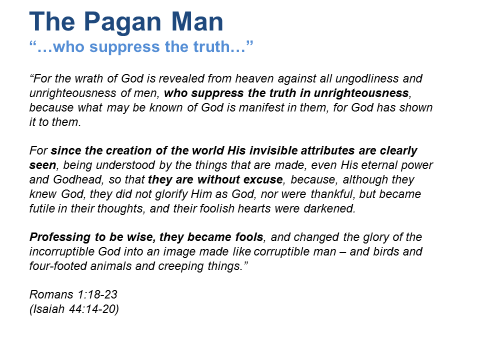 The Pagan Man
“…who suppress the truth…”
“For the wrath of God is revealed from heaven against all ungodliness and
unrighteousness of men, who suppress the truth in unrighteousness,
because what may be known of God is manifest in them, for God has shown
it to them.
For since the creation of the world His invisible attributes are clearly
seen, being understood by the things that are made, even His eternal power
and Godhead, so that they are without excuse, because, although they
knew God, they did not glorify Him as God, nor were thankful, but became
futile in their thoughts, and their foolish hearts were darkened.
Professing to be wise, they became fools, and changed the glory of the
incorruptible God into an image made like corruptible man – and birds and
four-footed animals and creeping things.”
Romans 1:18-23
(Isaiah 44:14-20)